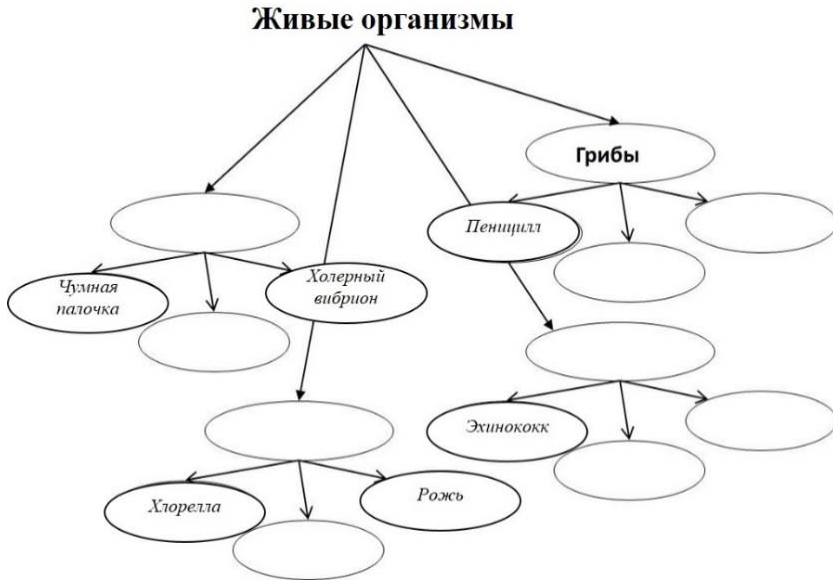 Живые организмы
Грибы
Пеницилл
Чумная
палочка
Холерный
вибрион
Эхинококк
Хлорелла
Рожь